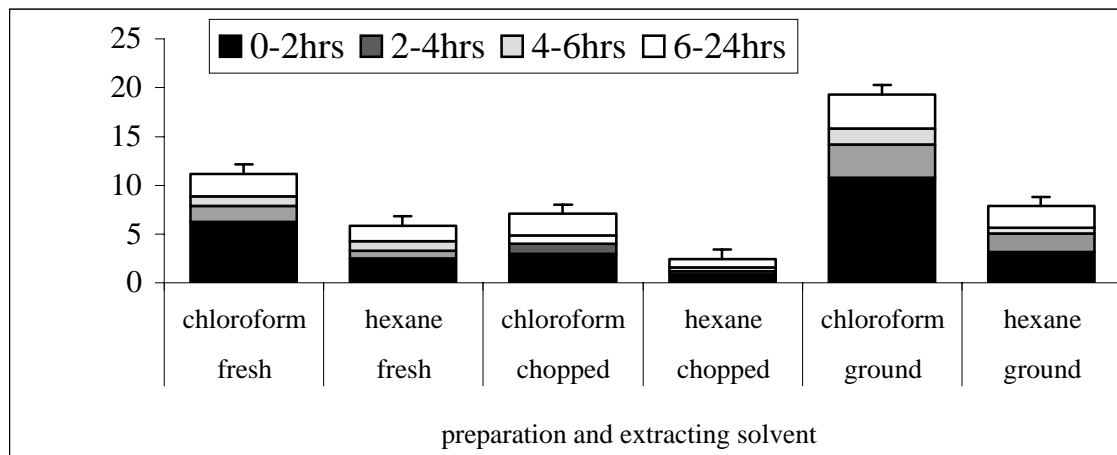 25
0-2hrs 2-4hrs 4-6hrs 6-24hrs
20
15
10
5
0
chloroform hexane chloroform hexane chloroform hexane
fresh fresh chopped chopped ground ground
preparation and extracting solvent